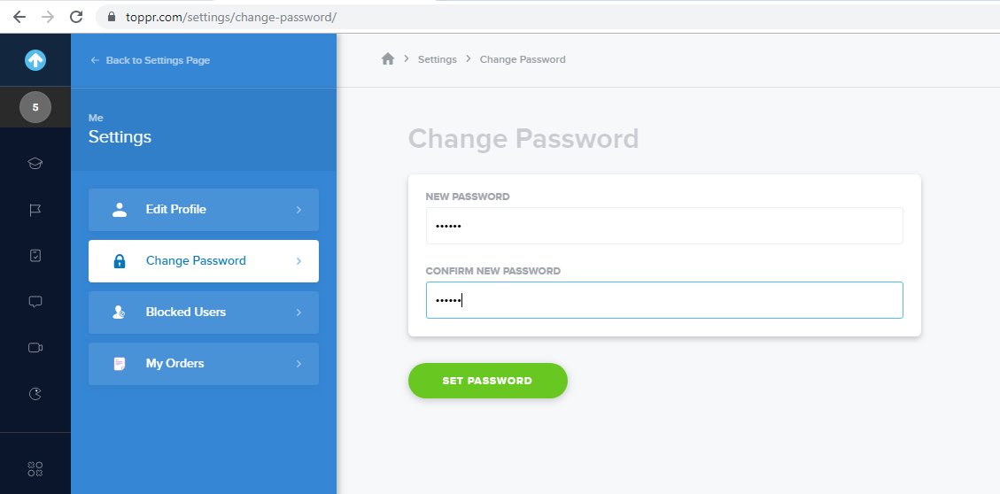 toppr.com/settings/change-password/
5
Back to Settings Page
Me
Settings
Edit Profile
Change Password
Blocked Users
My Orders
Settings
Change Password
Change Password
NEW PASSWORD
••••••
CONFIRM NEW PASSWORD
••••••
SET PASSWORD